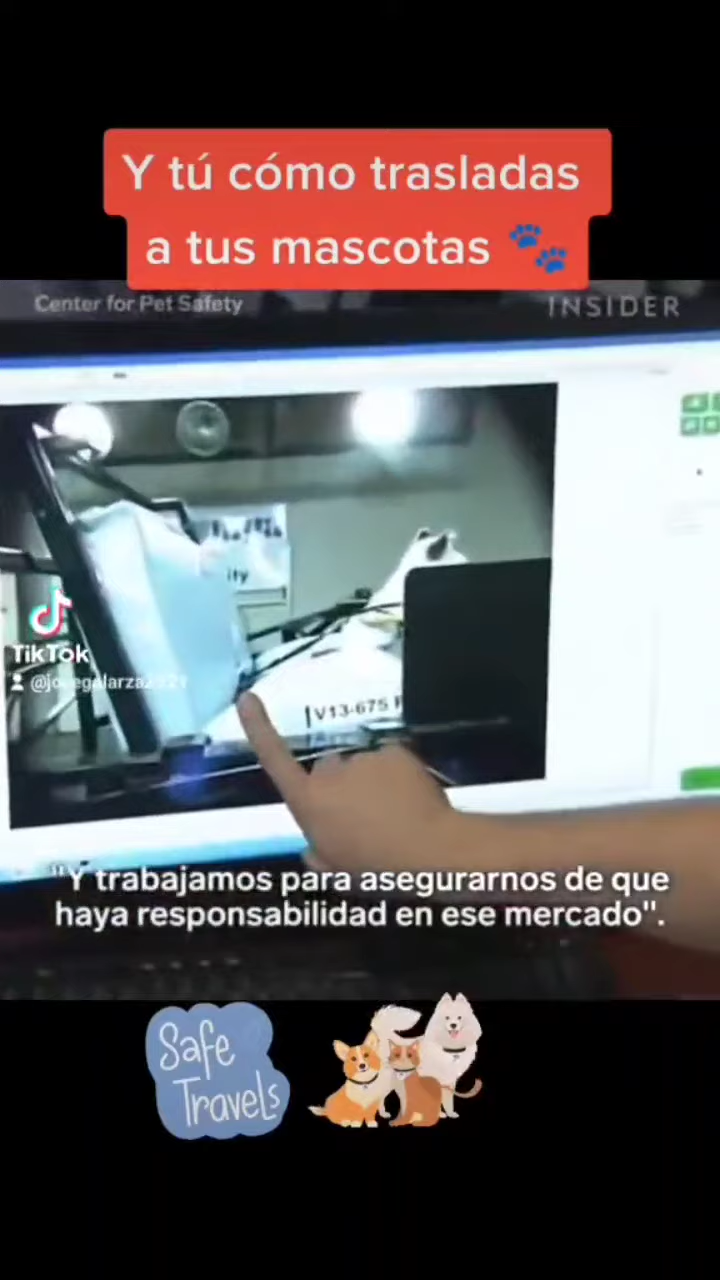 Y tú cómo trasladas
a tus mascotas 🐾
Center for Pet Safety
INSIDER
TikTok
V13-675
"Y trabajamos para asegurarnos de que
haya responsabilidad en ese mercado".
Safe
Travels